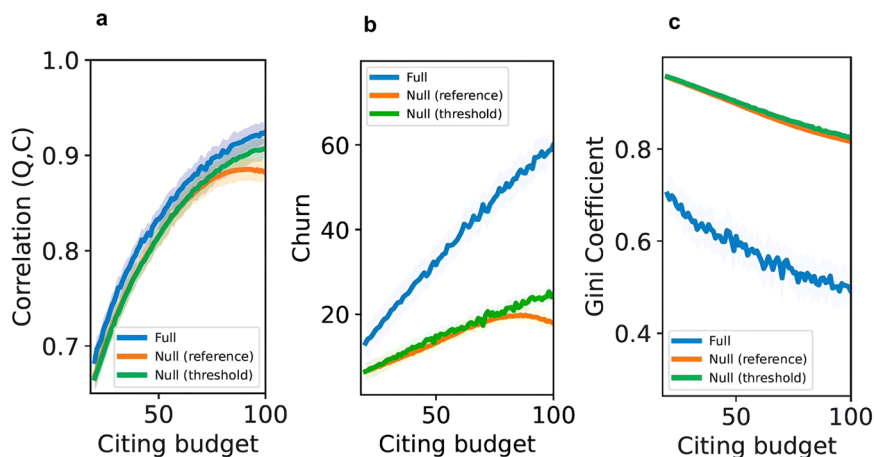 a
Correlation (Q,C)
1.0
0.9
0.8
0.7
Full
Null (reference)
Null (threshold)
50
100
Citing budget
b
Churn
60
40
20
Full
Null (reference)
Null (threshold)
50
100
Citing budget
c
Gini Coefficient
0.8
0.6
0.4
Full
Null (reference)
Null (threshold)
50
100
Citing budget